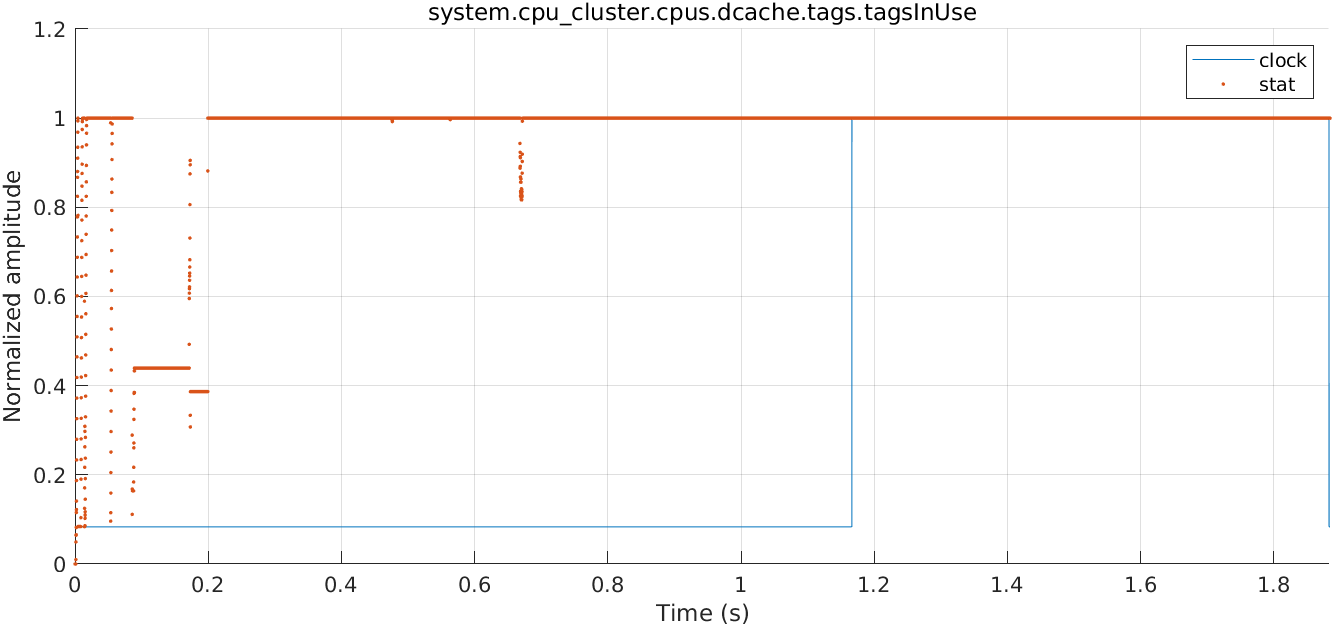 system.cpu_cluster.cpus.dcache.tags.tagsInUse
1.2
1
0.8
0.6
0.4
0.2
0
Normalized amplitude
clock
stat
0 0.2 0.4 0.6 0.8 1 1.2 1.4 1.6 1.8
Time (s)